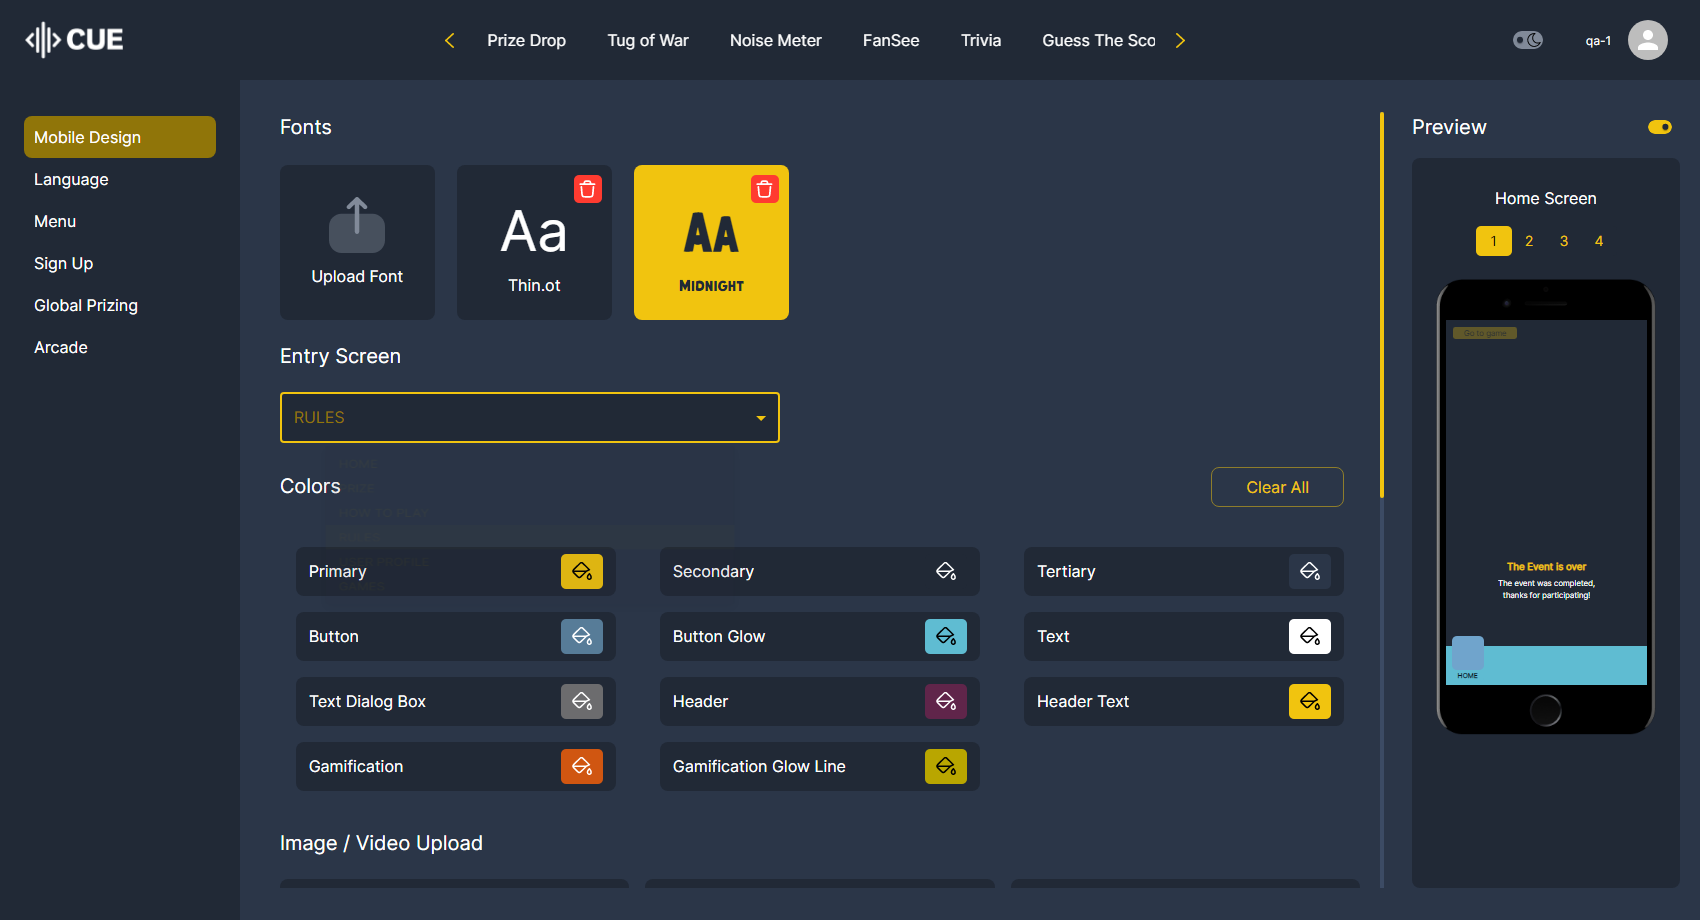 CUE
Prize Drop
Tug of War
Noise Meter
FanSee
Trivia
Guess The Sco
qa-1
Mobile Design
Language
Menu
Sign Up
Global Prizing
Arcade
Fonts
Upload Font
Aa
Thin.ot
AA
MIDNIGHT
Entry Screen
RULES
HOW TO PLAY
RULES
Colors
Clear All
Primary
Secondary
Tertiary
Button
Button Glow
Text
Text Dialog Box
Header
Header Text
Gamification
Gamification Glow Line
Image / Video Upload
Preview
Home Screen
1 2 3 4
Go to game
The Event is over
The event was completed,
thanks for participating!
HOME